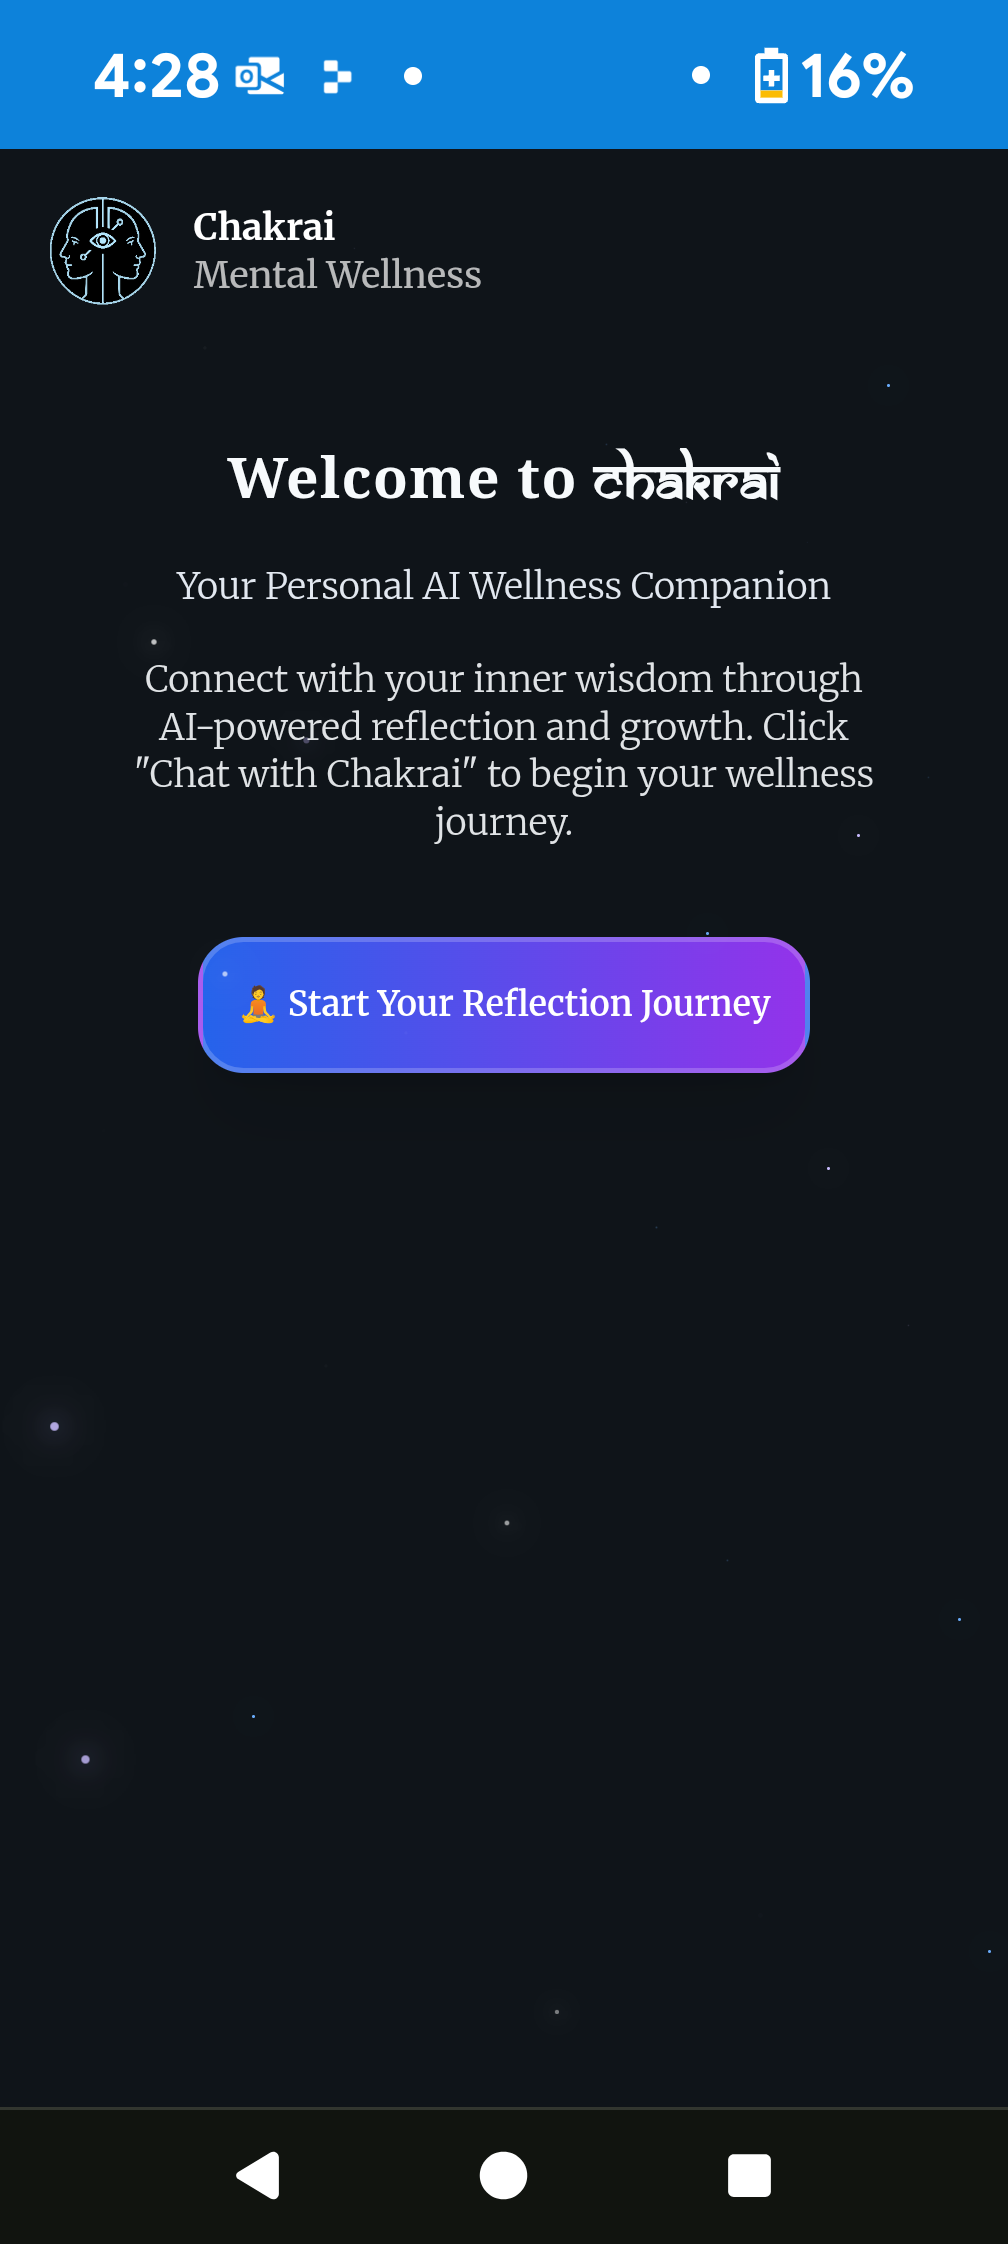 4:28
16%
Chakrai
Mental Wellness
Welcome to chakrai
Your Personal AI Wellness Companion
Connect with your inner wisdom through
AI-powered reflection and growth. Click
"Chat with Chakrai" to begin your wellness
journey.
🧘 Start Your Reflection Journey